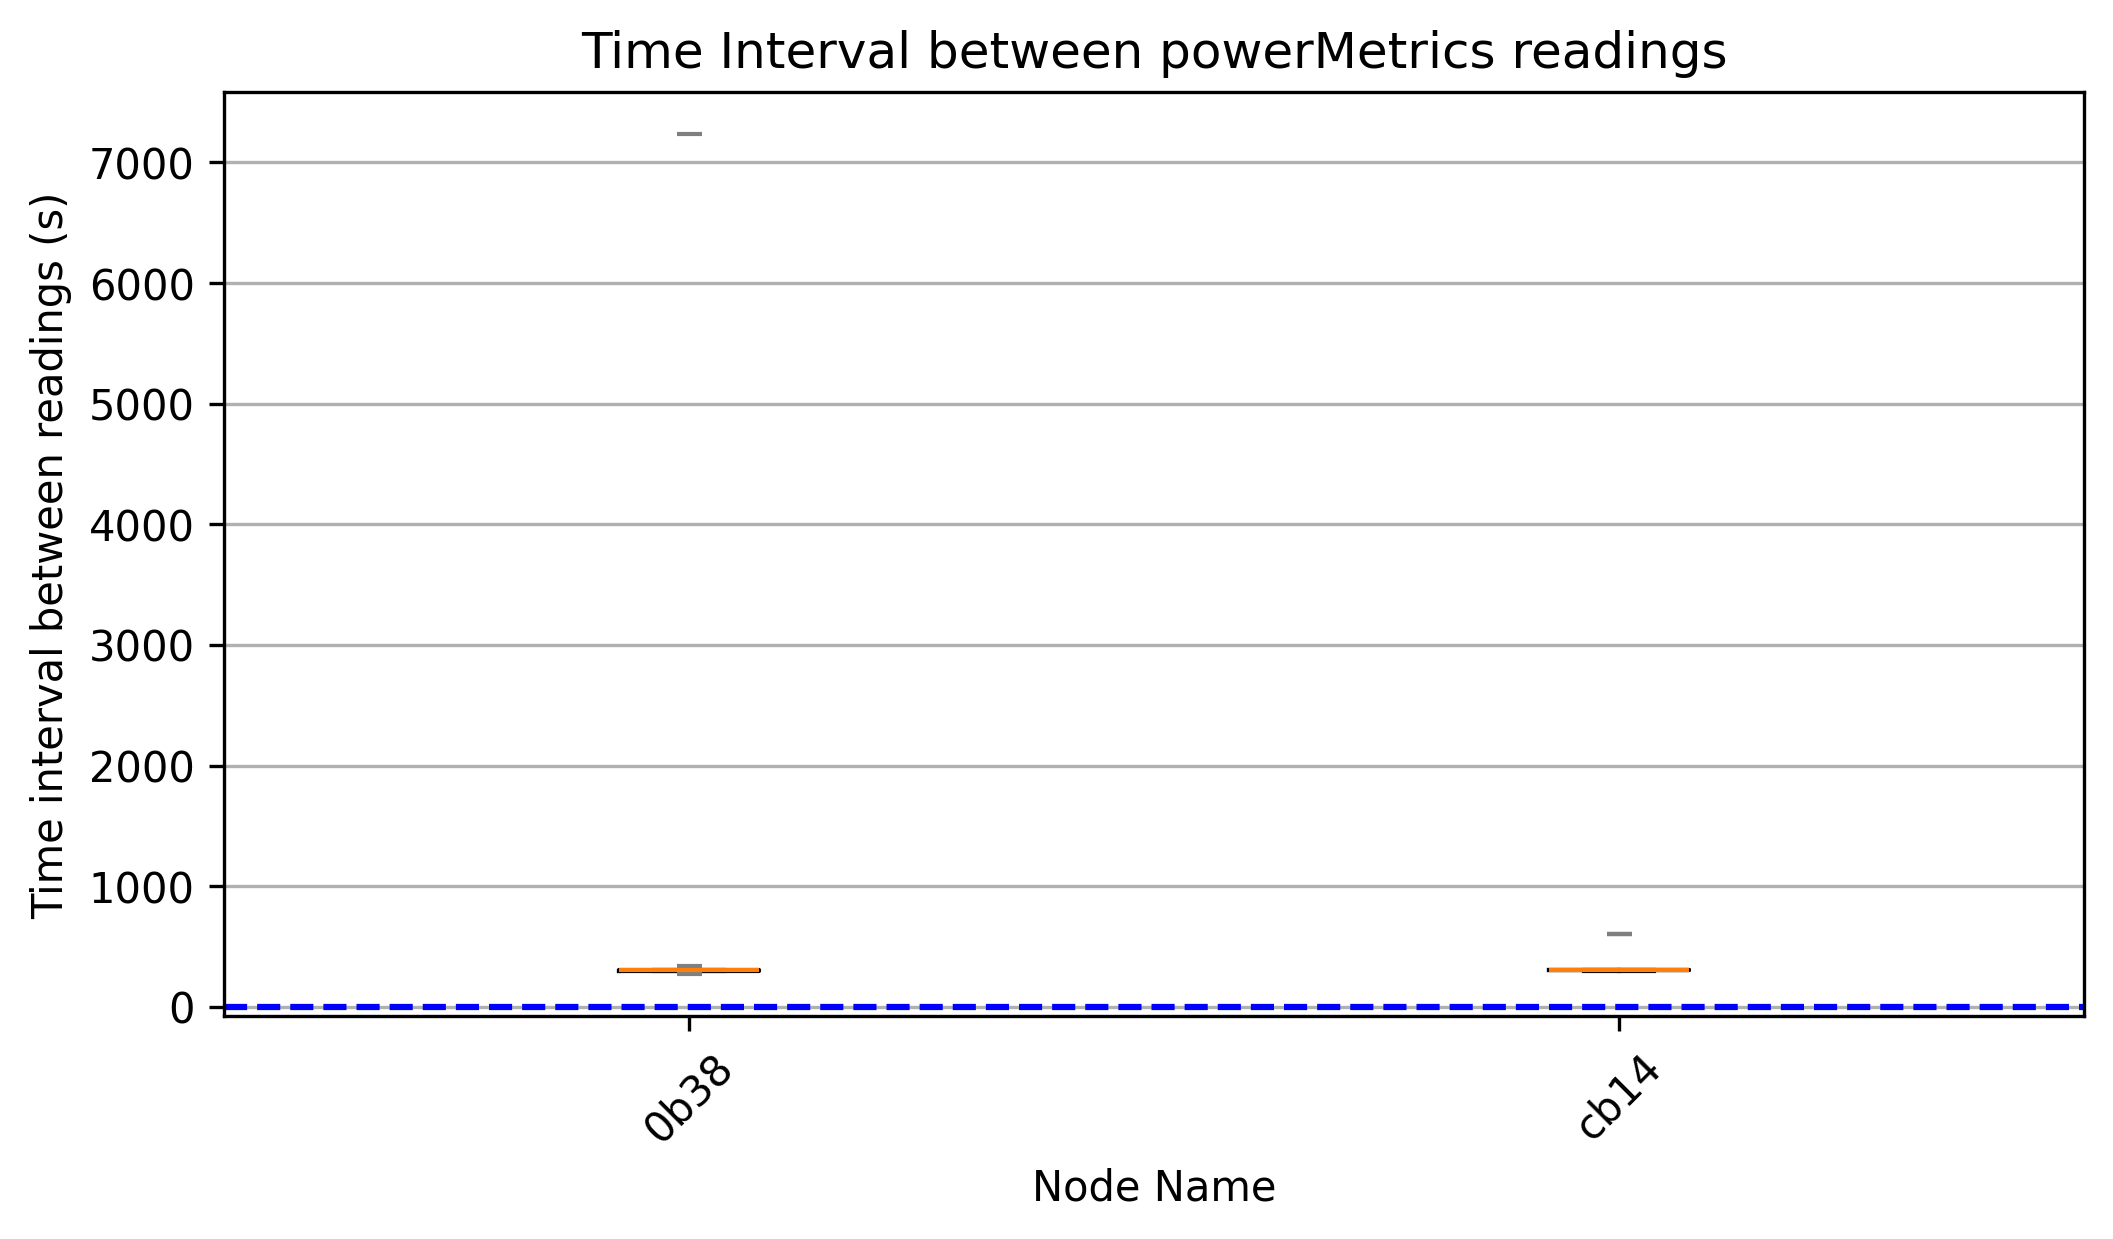 Time Interval between powerMetrics readings
Time interval between readings (s)
7000
6000
5000
4000
3000
2000
1000
0
0b38
cb14
Node Name